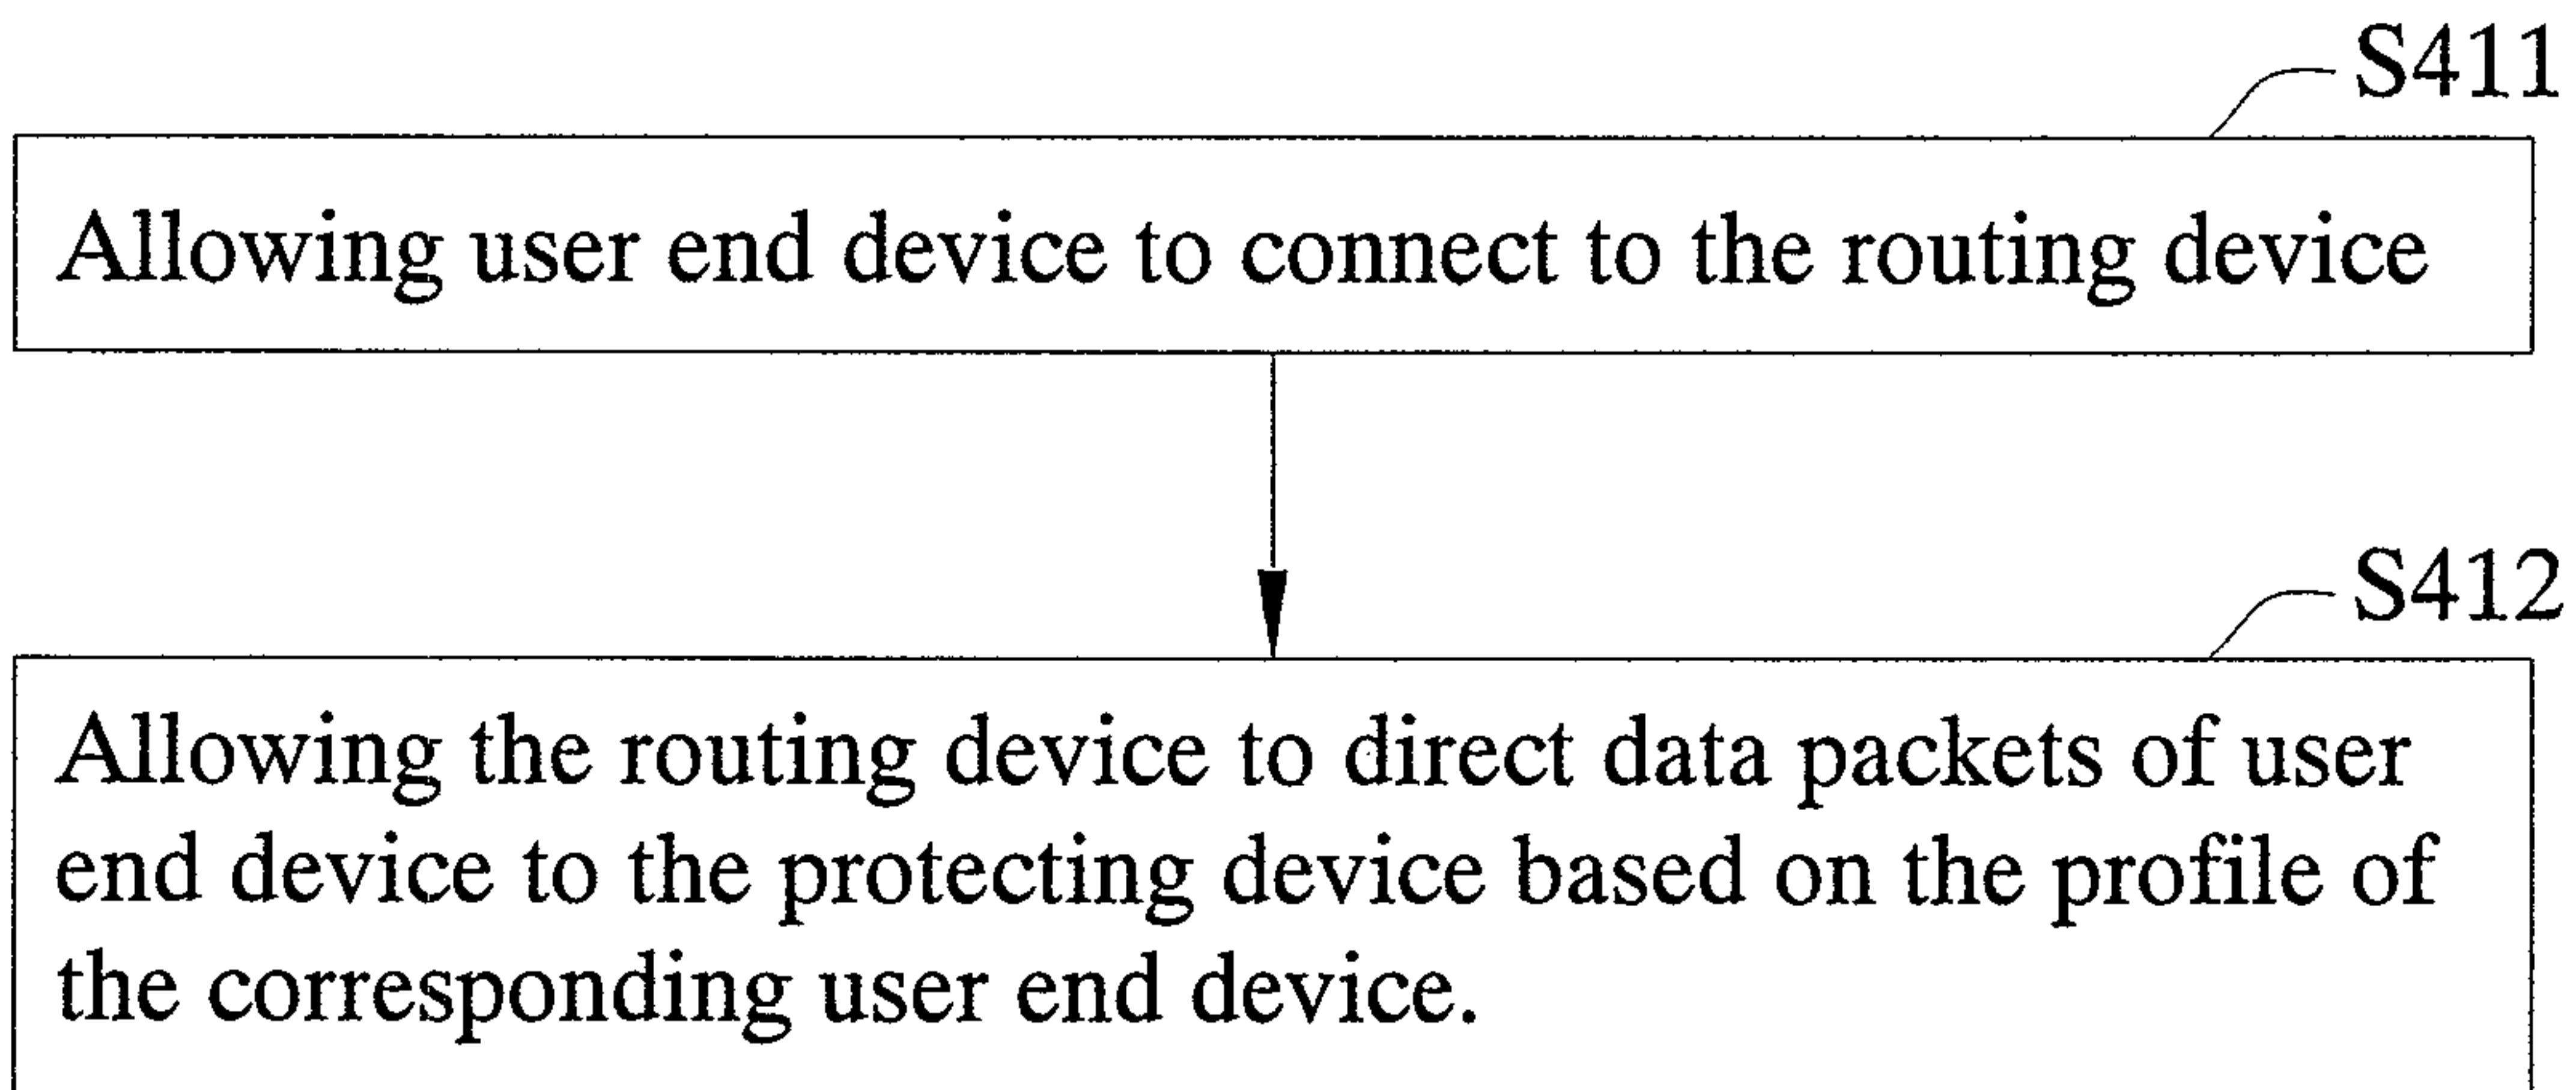 S411
Allowing user end device to connect to the routing device
S412
Allowing the routing device to direct data packets of user
end device to the protecting device based on the profile of
the corresponding user end device.